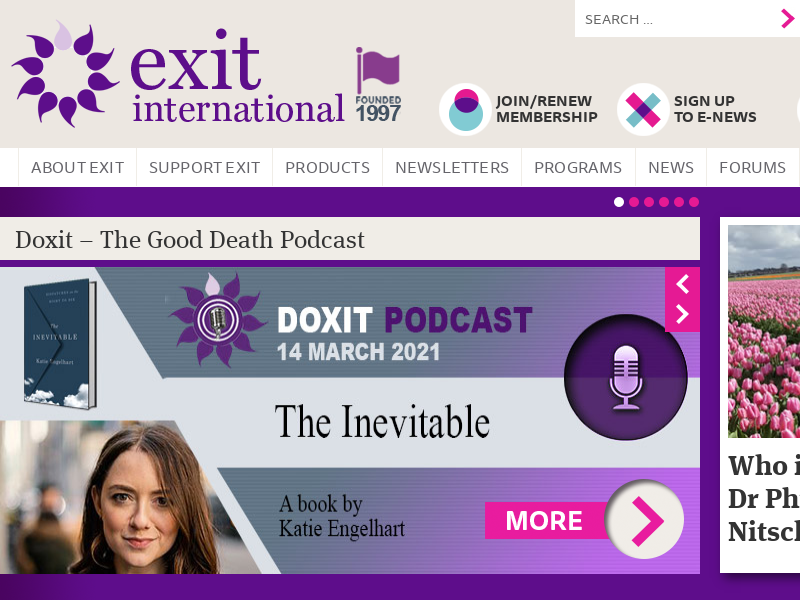 SEARCH ...
exit
international
FOUNDED
1997
JOIN/RENEW
MEMBERSHIP
SIGN UP
TO E-NEWS
ABOUT EXIT
SUPPORT EXIT
PRODUCTS
NEWSLETTERS
PROGRAMS
NEWS
FORUMS
Doxit – The Good Death Podcast
The
INEVITABLE
Katie Engelhart
DOXIT PODCAST
14 MARCH 2021
The Inevitable
A book by
Katie Engelhart
MORE
Who i
Dr Ph
Nitsch